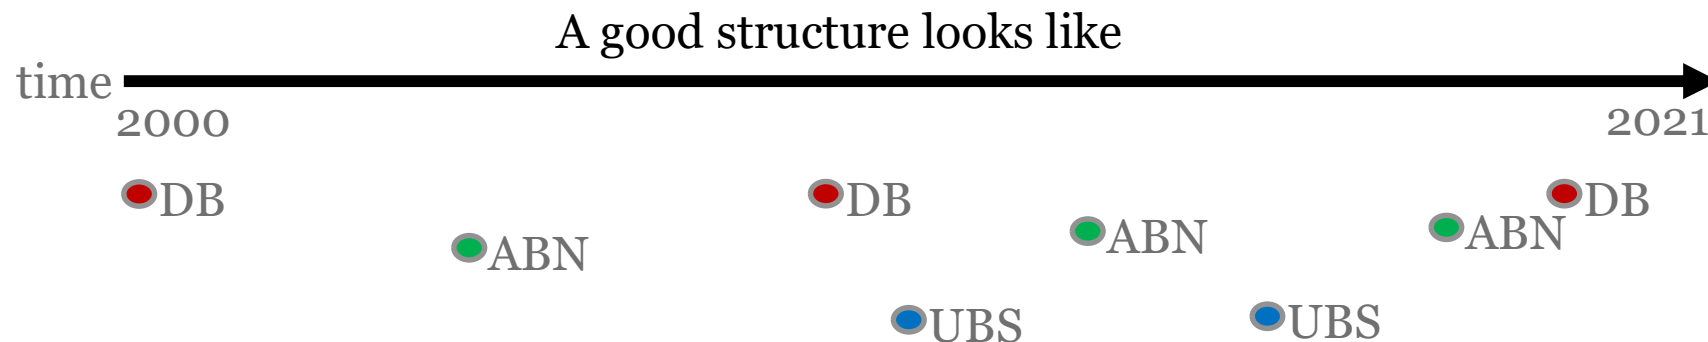 A good structure looks like
time
2000 2021
DB DB DB
ABN ABN ABN
UBS UBS